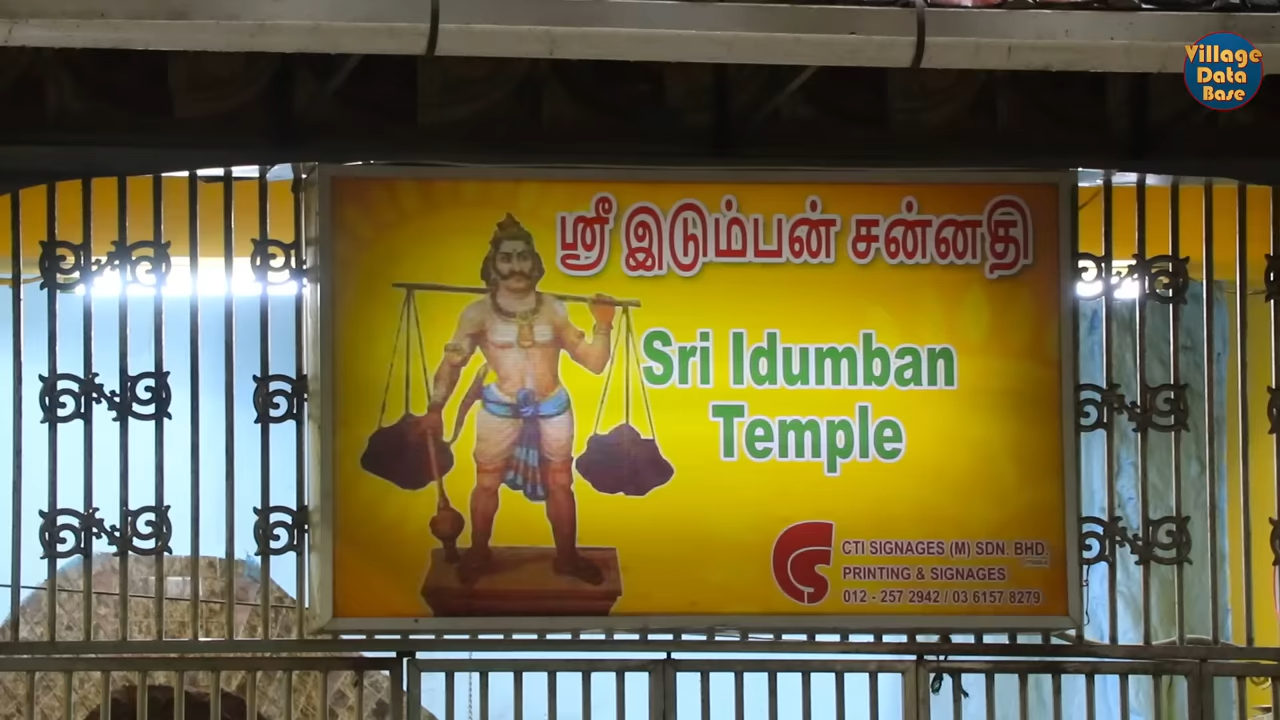 Village
Data
Base
ஸ்ரீ இடும்பன் சன்னதி
Sri Idumban
Temple
CTI SIGNAGES (M) SDN. BHD.
PRINTING & SIGNAGES
012 - 257 2942 / 03 6157 8279